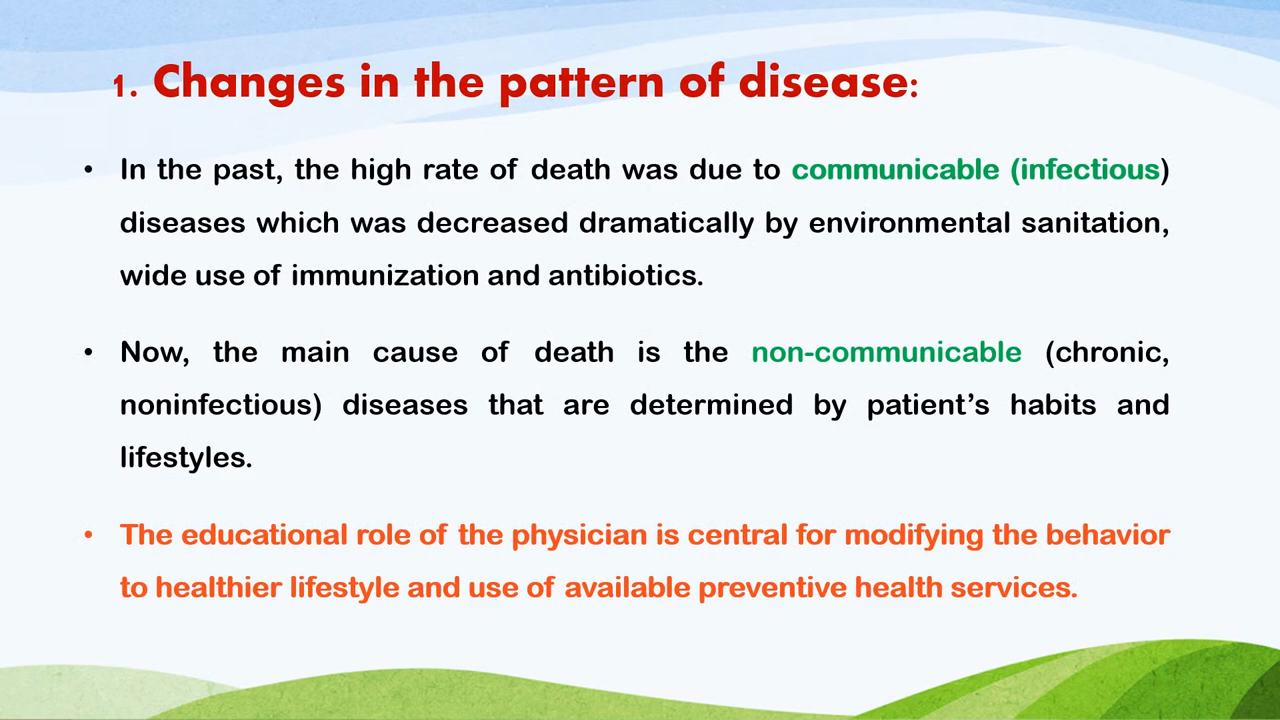 1. Changes in the pattern of disease:
• In the past, the high rate of death was due to communicable (infectious)
diseases which was decreased dramatically by environmental sanitation,
wide use of immunization and antibiotics.
• Now, the main cause of death is the non-communicable (chronic,
noninfectious) diseases that are determined by patient’s habits and
lifestyles.
• The educational role of the physician is central for modifying the behavior
to healthier lifestyle and use of available preventive health services.